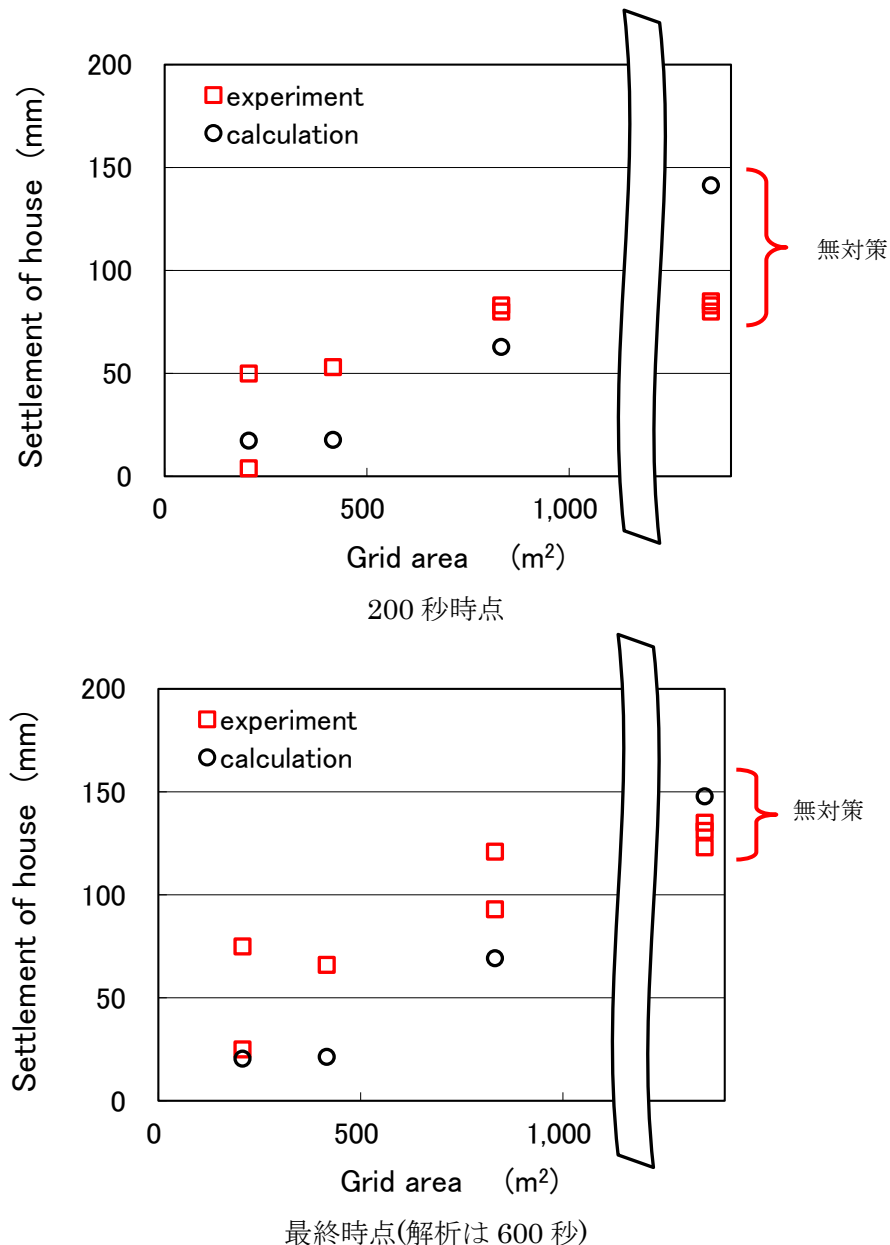 200
150
100
50
0
Settlement of house (mm)
experiment
calculation
無対策
0
500
1,000
Grid area (m²)
200 秒時点
200
150
100
50
0
Settlement of house (mm)
experiment
calculation
無対策
0
500
1,000
Grid area (m²)
最終時点(解析は 600 秒)